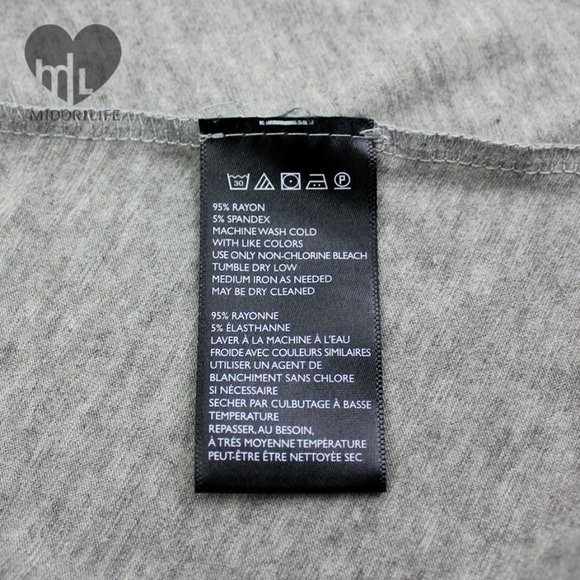 mL
MIDORILIFE
30
P
95% RAYON
5% SPANDEX
MACHINE WASH COLD
WITH LIKE COLORS
USE ONLY NON-CHLORINE BLEACH
TUMBLE DRY LOW
MEDIUM IRON AS NEEDED
MAY BE DRY CLEANED
95% RAYONNE
5% ÉLASTHANNE
LAVER À LA MACHINE À L'EAU
FROIDE AVEC COULEURS SIMILAIRES
UTILISER UN AGENT DE
BLANCHIMENT SANS CHLORE
SI NÉCESSAIRE
SECHER PAR CULBUTAGE À BASSE
TEMPERATURE
REPASSER, AU BESOIN,
À TRÉS MOYENNE TEMPÉRATURE
PEUT-ÊTRE ÊTRE NETTOYÉE SEC